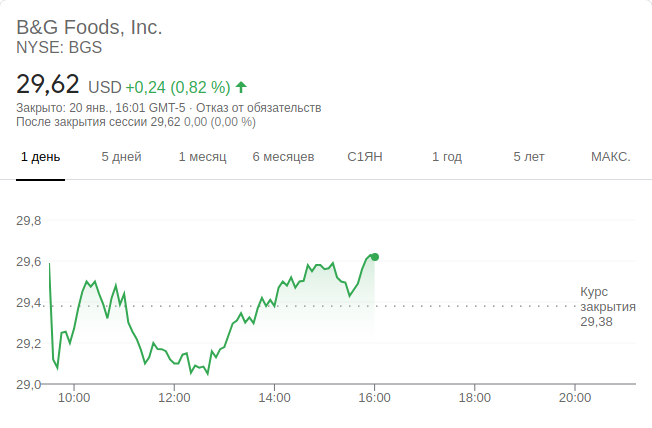 B&G Foods, Inc.
NYSE: BGS
29,62 USD +0,24 (0,82 %)
Закрыто: 20 янв., 16:01 GMT-5 · Отказ от обязательств
После закрытия сессии 29,62 0,00 (0,00 %)
1 день 5 дней 1 месяц 6 месяцев С1ЯН 1 год 5 лет МАКС.
29,8
29,6
29,4
29,2
29,0
Курс
закрытия
29,38
10:00 12:00 14:00 16:00 18:00 20:00